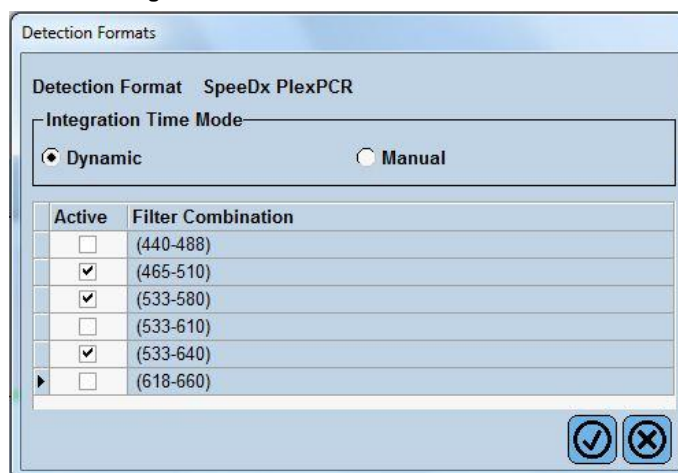 Detection Formats
Detection Format SpeeDx PlexPCR
Integration Time Mode
Dynamic Manual
Active Filter Combination
(440-488)
(465-510)
(533-580)
(533-610)
(533-640)
(618-660)